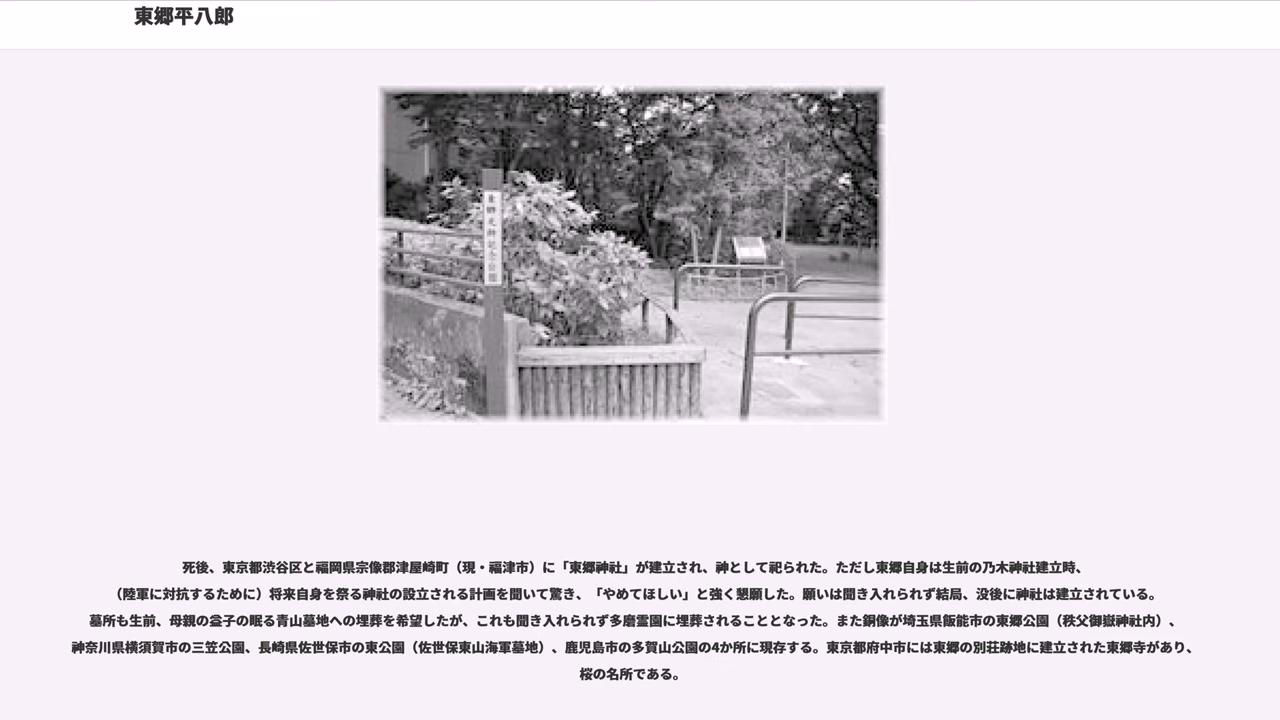 東郷平八郎
東郷元帥記念公園
死後、東京都渋谷区と福岡県宗像郡津屋崎町（現・福津市）に「東郷神社」が建立され、神として祀られた。ただし東郷自身は生前の乃木神社建立時、
（陸軍に対抗するために）将来自身を祭る神社の設立される計画を聞いて驚き、「やめてほしい」と強く懇願した。願いは聞き入れられず結局、没後に神社は建立されている。
墓所も生前、母親の益子の眠る青山墓地への埋葬を希望したが、これも聞き入れられず多磨霊園に埋葬されることとなった。また銅像が埼玉県飯能市の東郷公園（秩父御嶽神社内）、
神奈川県横須賀市の三笠公園、長崎県佐世保市の東公園（佐世保東山海軍墓地）、鹿児島市の多賀山公園の4か所に現存する。東京都府中市には東郷の別荘跡地に建立された東郷寺があり、
桜の名所である。